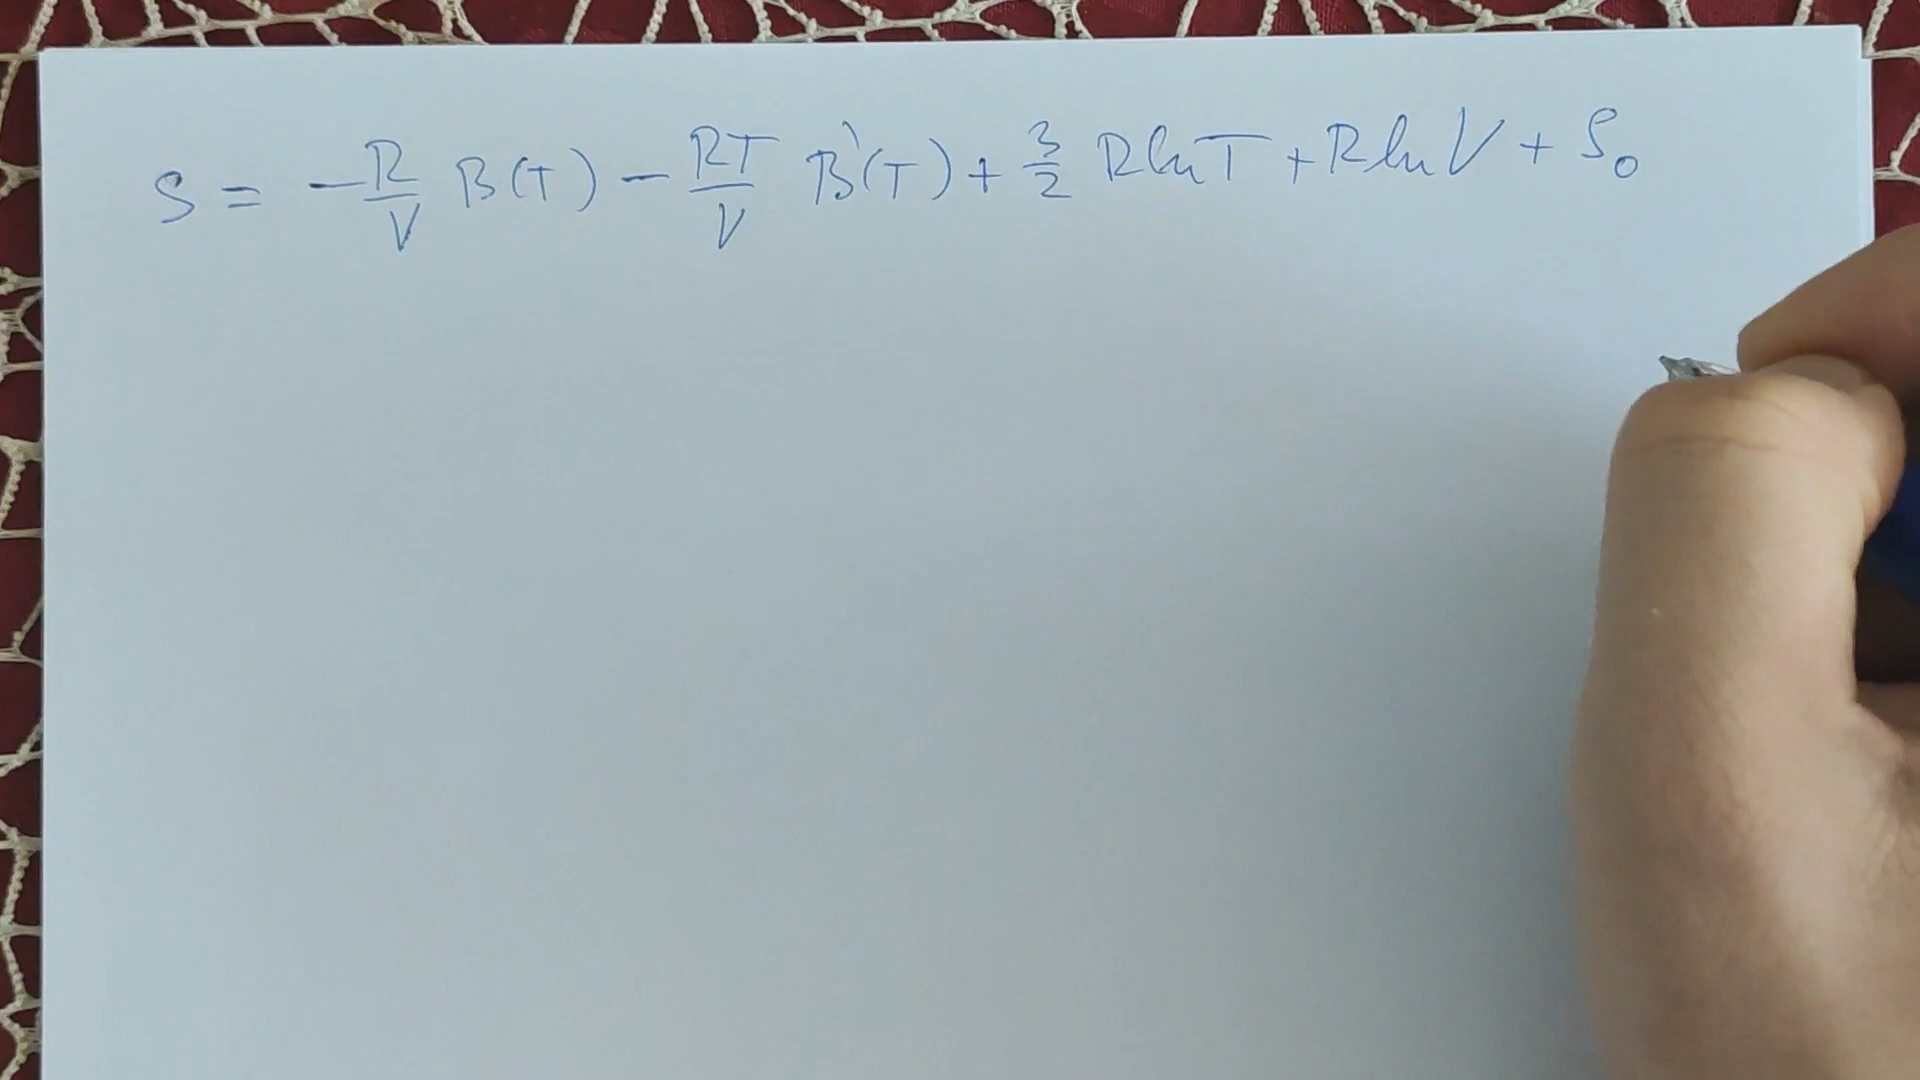 S = -R/V B(T) - RT/V B'(T) + 3/2 R ln T + R ln V + S₀